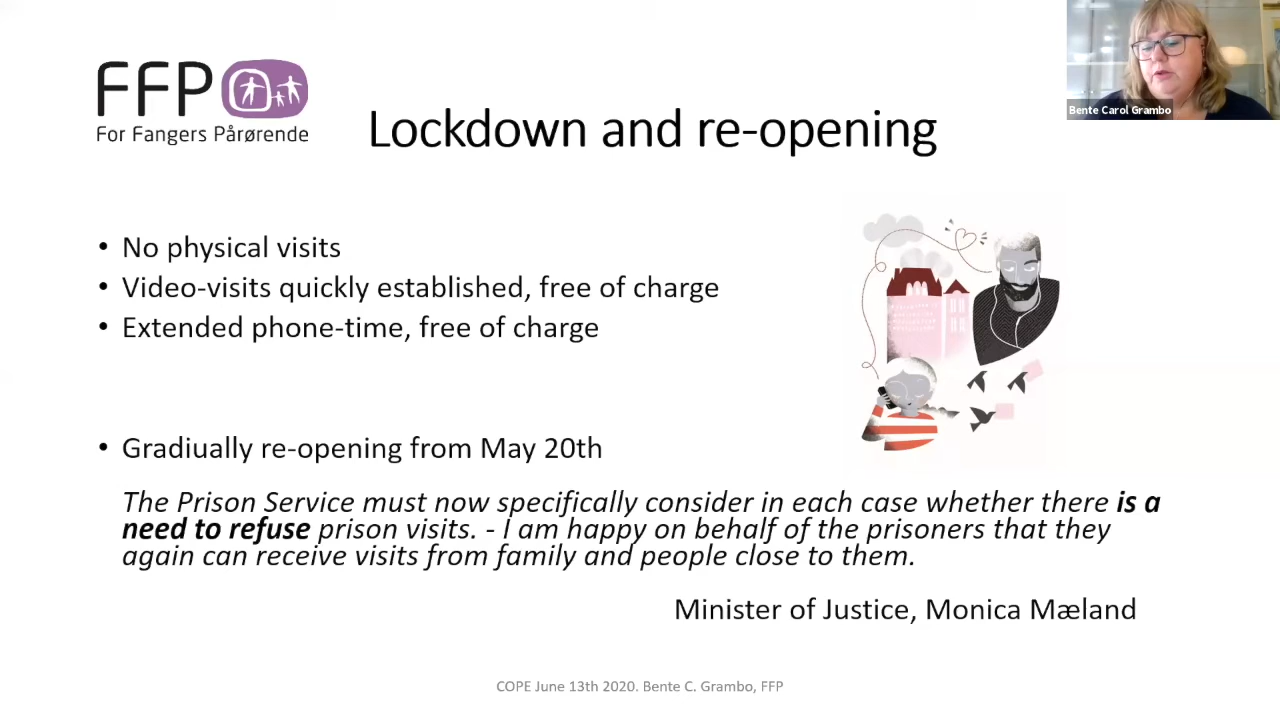 Bente Carol Grambo
FFP
For Fangers Pårørende
Lockdown and re-opening
• No physical visits
• Video-visits quickly established, free of charge
• Extended phone-time, free of charge
• Gradiually re-opening from May 20th
The Prison Service must now specifically consider in each case whether there is a
need to refuse prison visits. - I am happy on behalf of the prisoners that they
again can receive visits from family and people close to them.
Minister of Justice, Monica Mæland
COPE June 13th 2020. Bente C. Grambo, FFP